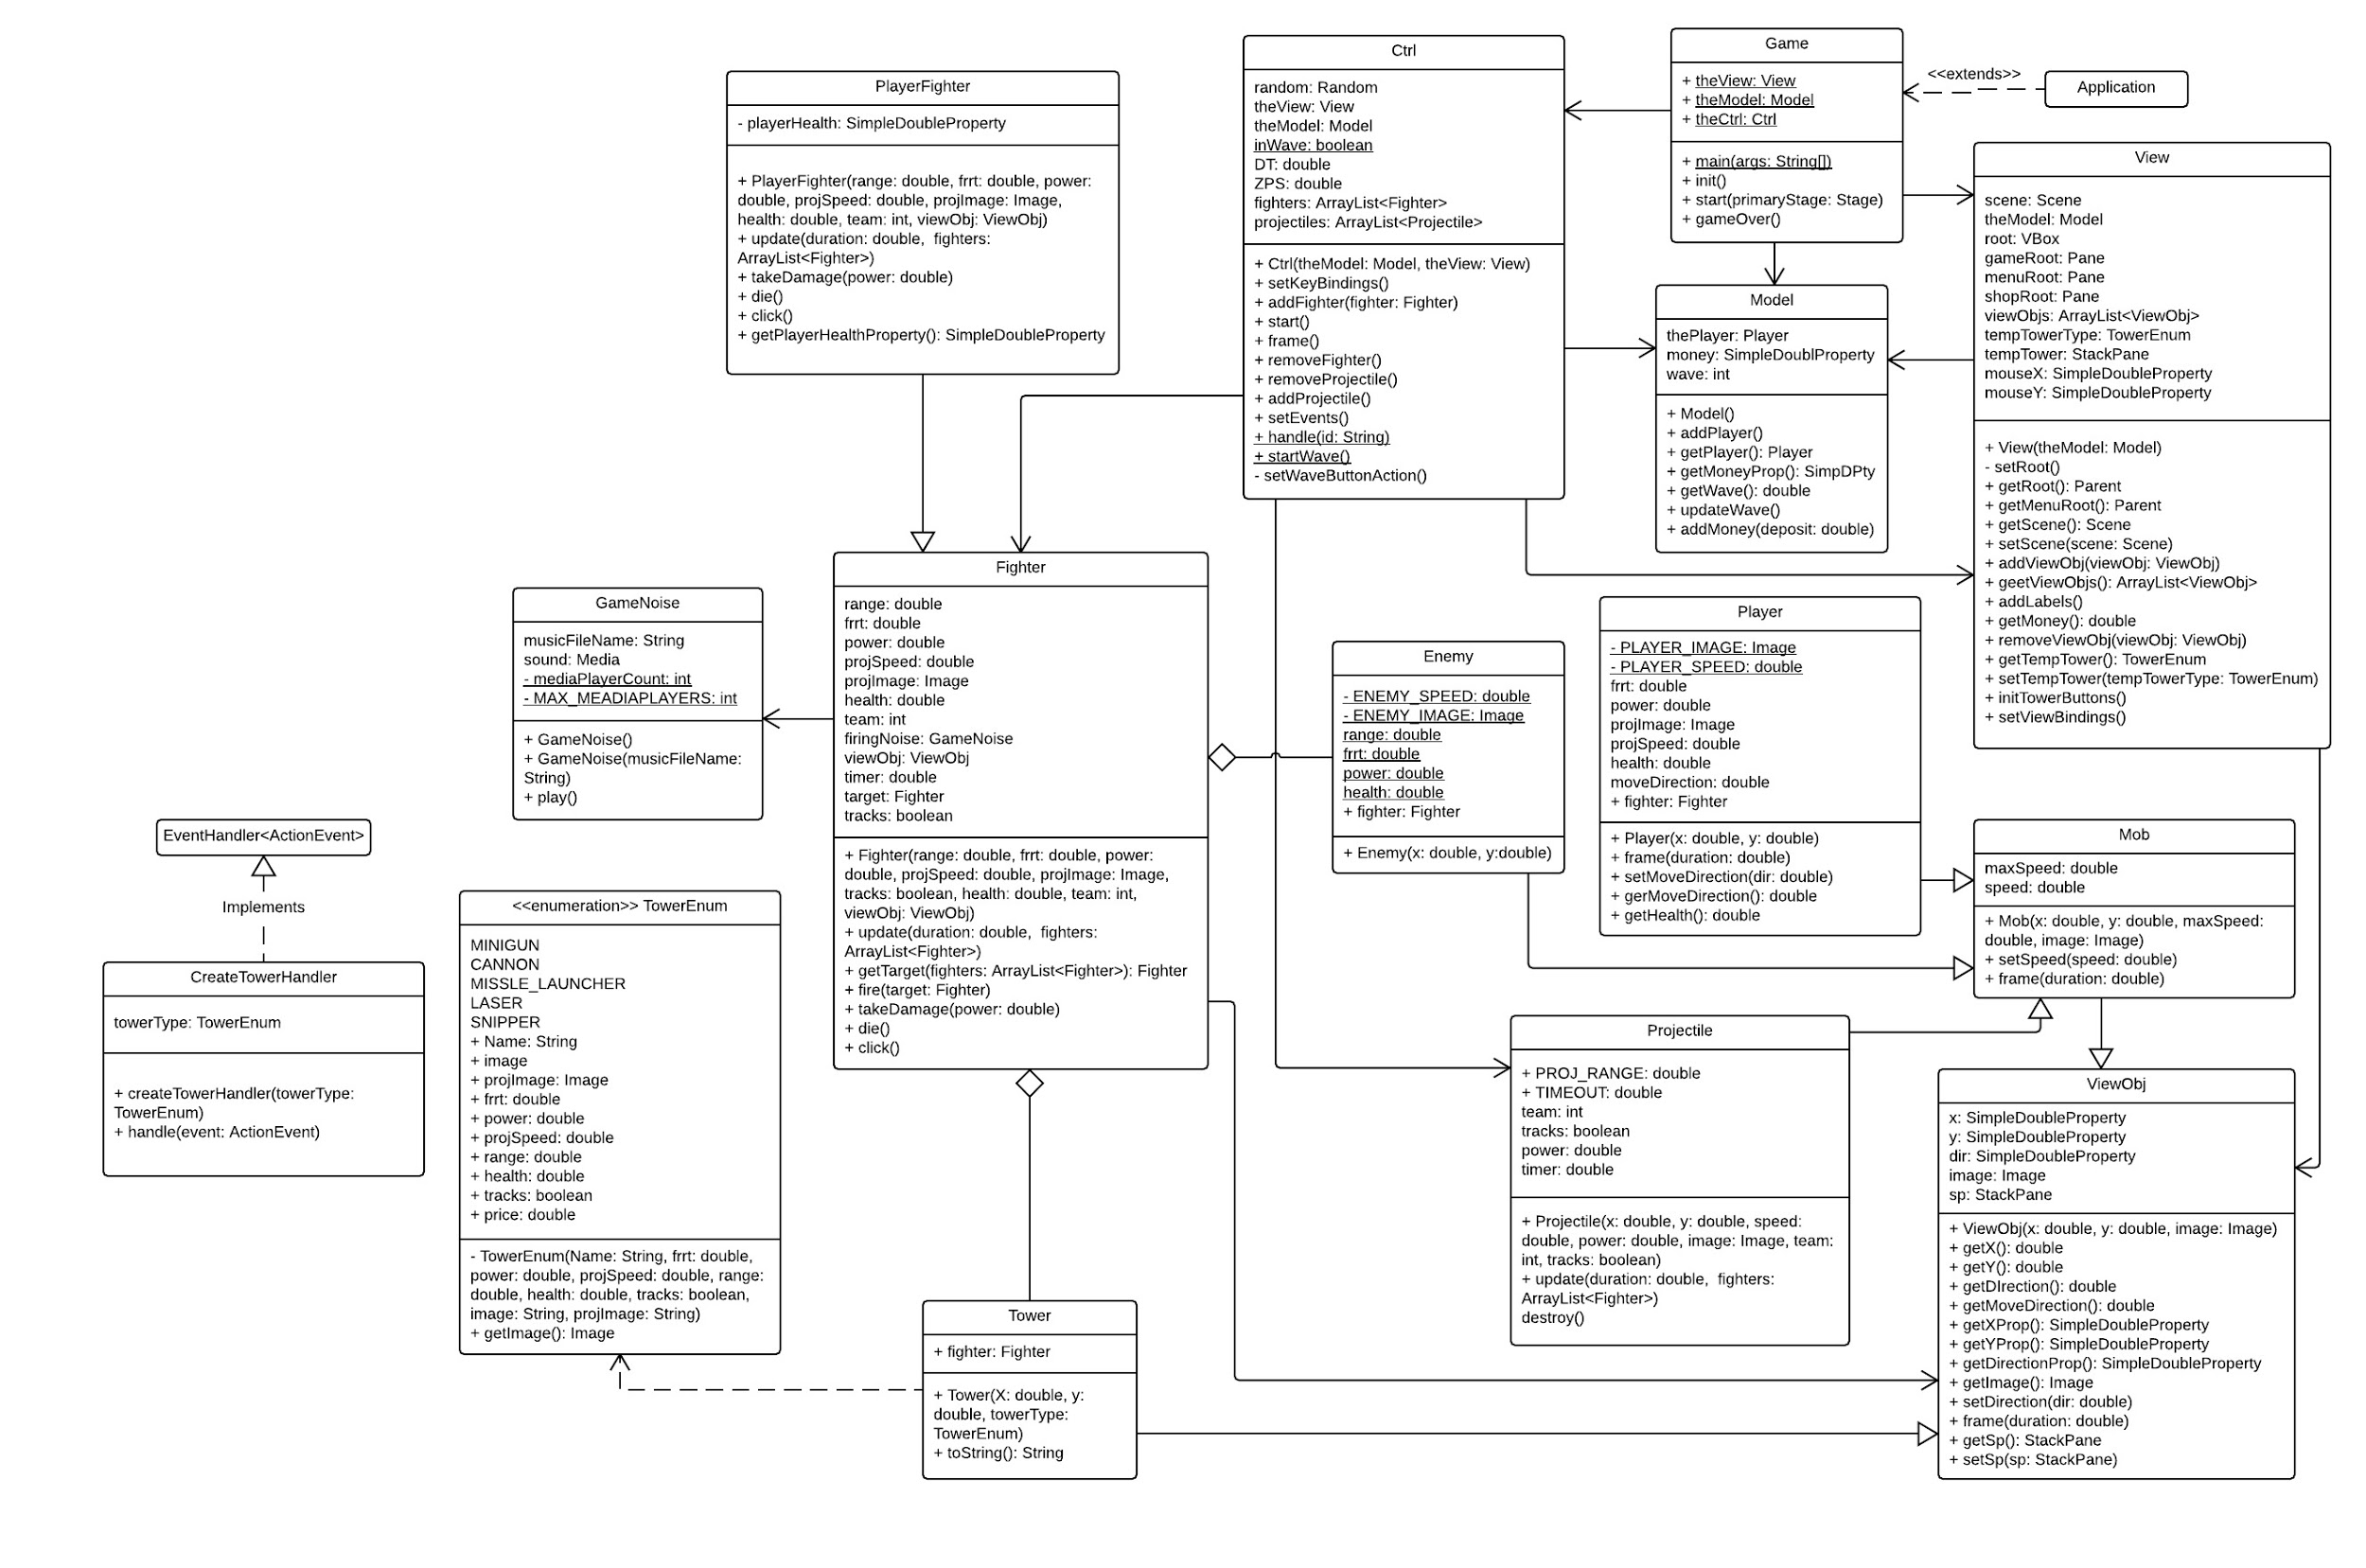 PlayerFighter
- playerHealth: SimpleDoubleProperty
+ PlayerFighter(range: double, frrt: double, power:
double, projSpeed: double, projImage: Image,
health: double, team: int, viewObj: ViewObj)
+ update(duration: double,  fighters:
ArrayList<Fighter>)
+ takeDamage(power: double)
+ die()
+ click()
+ getPlayerHealthProperty(): SimpleDoubleProperty
Ctrl
random: Random
theView: View
theModel: Model
inWave: boolean
DT: double
ZPS: double
fighters: ArrayList<Fighter>
projectiles: ArrayList<Projectile>
+ Ctrl(theModel: Model, theView: View)
+ setKeyBindings()
+ addFighter(fighter: Fighter)
+ start()
+ frame()
+ removeFighter()
+ removeProjectile()
+ addProjectile()
+ setEvents()
+ handle(id: String)
+ startWave()
- setWaveButtonAction()
Game
+ theView: View
+ theModel: Model
+ theCtrl: Ctrl
+ main(args: String[])
+ init()
+ start(primaryStage: Stage)
+ gameOver()
<<extends>>
Application
View
scene: Scene
theModel: Model
root: VBox
gameRoot: Pane
menuRoot: Pane
shopRoot: Pane
viewObjs: ArrayList<ViewObj>
tempTowerType: TowerEnum
tempTower: StackPane
mouseX: SimpleDoubleProperty
mouseY: SimpleDoubleProperty
+ View(theModel: Model)
- setRoot()
+ getRoot(): Parent
+ getMenuRoot(): Parent
+ getScene(): Scene
+ setScene(scene: Scene)
+ addViewObj(viewObj: ViewObj)
+ geetViewObjs(): ArrayList<ViewObj>
+ addLabels()
+ getMoney(): double
+ removeViewObj(viewObj: ViewObj)
+ getTempTower(): TowerEnum
+ setTempTower(tempTowerType: TowerEnum)
+ initTowerButtons()
+ setViewBindings()
Model
thePlayer: Player
money: SimpleDoublProperty
wave: int
+ Model()
+ addPlayer()
+ getPlayer(): Player
+ getMoneyProp(): SimpDPty
+ getWave(): double
+ updateWave()
+ addMoney(deposit: double)
Fighter
range: double
frrt: double
power: double
projSpeed: double
projImage: Image
health: double
team: int
firingNoise: GameNoise
viewObj: ViewObj
timer: double
target: Fighter
tracks: boolean
+ Fighter(range: double, frrt: double, power:
double, projSpeed: double, projImage: Image,
tracks: boolean, health: double, team: int,
viewObj: ViewObj)
+ update(duration: double,  fighters:
ArrayList<Fighter>)
+ getTarget(fighters: ArrayList<Fighter>): Fighter
+ fire(target: Fighter)
+ takeDamage(power: double)
+ die()
+ click()
GameNoise
musicFileName: String
sound: Media
- mediaPlayerCount: int
- MAX_MEADIAPLAYERS: int
+ GameNoise()
+ GameNoise(musicFileName:
String)
+ play()
Enemy
- ENEMY_SPEED: double
- ENEMY_IMAGE: Image
range: double
frrt: double
power: double
health: double
+ fighter: Fighter
+ Enemy(x: double, y:double)
Player
- PLAYER_IMAGE: Image
- PLAYER_SPEED: double
frrt: double
power: double
projImage: Image
projSpeed: double
health: double
moveDirection: double
+ fighter: Fighter
+ Player(x: double, y: double)
+ frame(duration: double)
+ setMoveDirection(dir: double)
+ gerMoveDirection(): double
+ getHealth(): double
Mob
maxSpeed: double
speed: double
+ Mob(x: double, y: double, maxSpeed:
double, image: Image)
+ setSpeed(speed: double)
+ frame(duration: double)
EventHandler<ActionEvent>
Implements
CreateTowerHandler
towerType: TowerEnum
+ createTowerHandler(towerType:
TowerEnum)
+ handle(event: ActionEvent)
<<enumeration>> TowerEnum
MINIGUN
CANNON
MISSLE_LAUNCHER
LASER
SNIPPER
+ Name: String
+ image
+ projImage: Image
+ frrt: double
+ power: double
+ projSpeed: double
+ range: double
+ health: double
+ tracks: boolean
+ price: double
- TowerEnum(Name: String, frrt: double,
power: double, projSpeed: double, range:
double, health: double, tracks: boolean,
image: String, projImage: String)
+ getImage(): Image
Projectile
+ PROJ_RANGE: double
+ TIMEOUT: double
team: int
tracks: boolean
power: double
timer: double
+ Projectile(x: double, y: double, speed:
double, power: double, image: Image, team:
int, tracks: boolean)
+ update(duration: double,  fighters:
ArrayList<Fighter>)
destroy()
ViewObj
x: SimpleDoubleProperty
y: SimpleDoubleProperty
dir: SimpleDoubleProperty
image: Image
sp: StackPane
+ ViewObj(x: double, y: double, image: Image)
+ getX(): double
+ getY(): double
+ getDIrection(): double
+ getMoveDirection(): double
+ getXProp(): SimpleDoubleProperty
+ getYProp(): SimpleDoubleProperty
+ getDirectionProp(): SimpleDoubleProperty
+ getImage(): Image
+ setDirection(dir: double)
+ frame(duration: double)
+ getSp(): StackPane
+ setSp(sp: StackPane)
Tower
+ fighter: Fighter
+ Tower(X: double, y:
double, towerType:
TowerEnum)
+ toString(): String